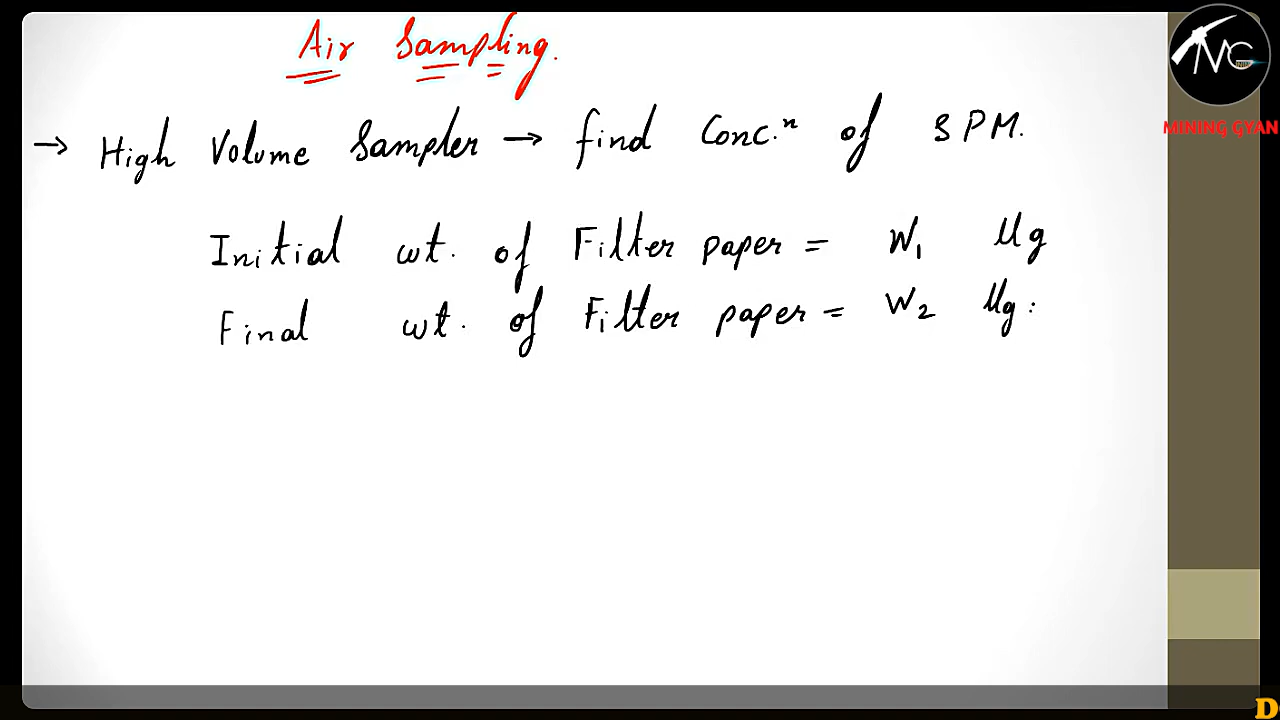 Air Sampling.
→ High Volume Sampler → find Conc.ⁿ of SPM.
Initial wt. of Filter paper = W₁ Ug
Final wt. of Filter paper = W₂ Ug.
MG
MINING GYAN
D